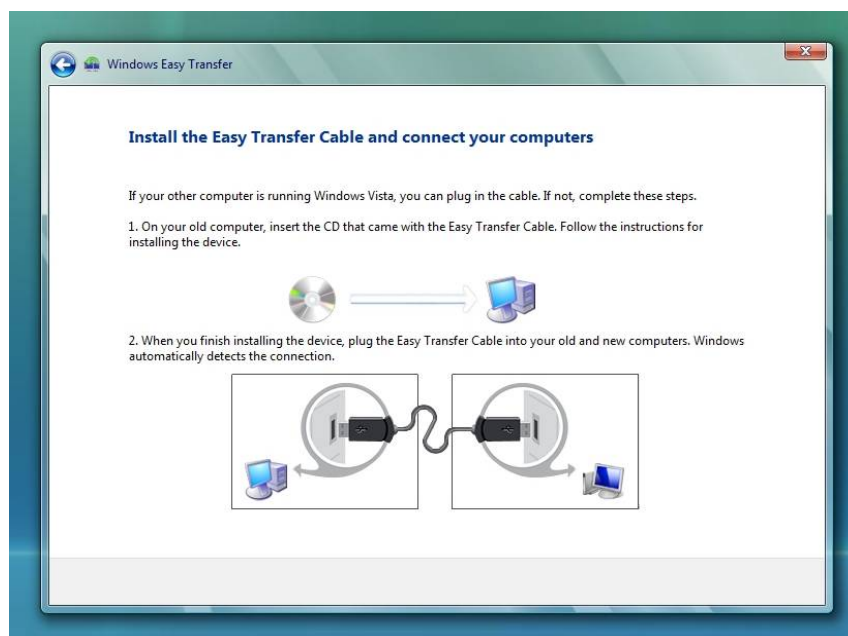 Windows Easy Transfer
Install the Easy Transfer Cable and connect your computers
If your other computer is running Windows Vista, you can plug in the cable. If not, complete these steps.
1. On your old computer, insert the CD that came with the Easy Transfer Cable. Follow the instructions for
installing the device.
2. When you finish installing the device, plug the Easy Transfer Cable into your old and new computers. Windows
automatically detects the connection.